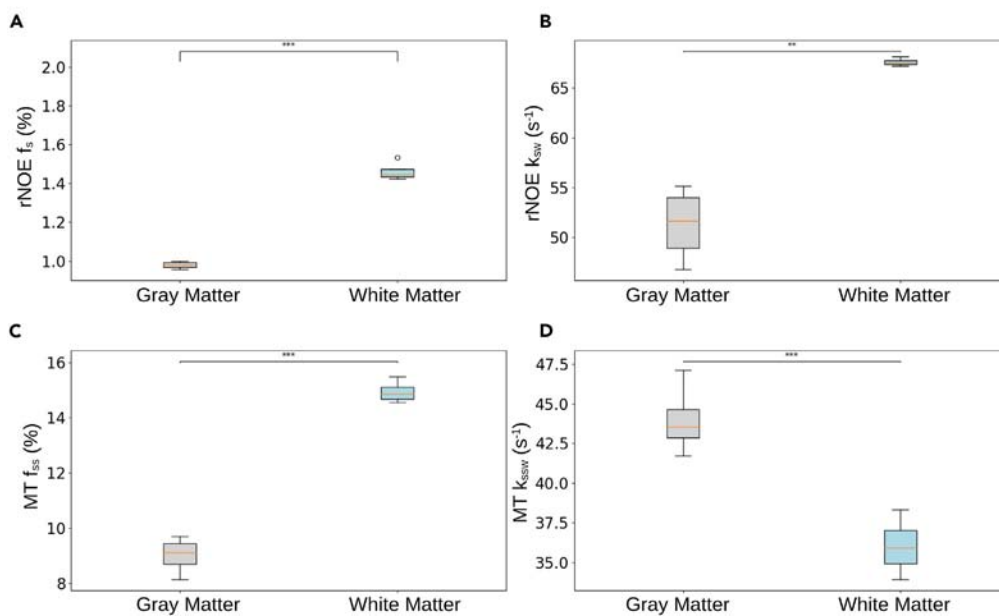 A
rNOE fₛ (%)
2.0
1.8
1.6
1.4
1.2
1.0
***
Gray Matter White Matter
B
rNOE kₛw (s⁻¹)
65
60
55
50
**
Gray Matter White Matter
C
MT fₛₛ (%)
16
14
12
10
8
***
Gray Matter White Matter
D
MT kₛₛw (s⁻¹)
47.5
45.0
42.5
40.0
37.5
35.0
***
Gray Matter White Matter